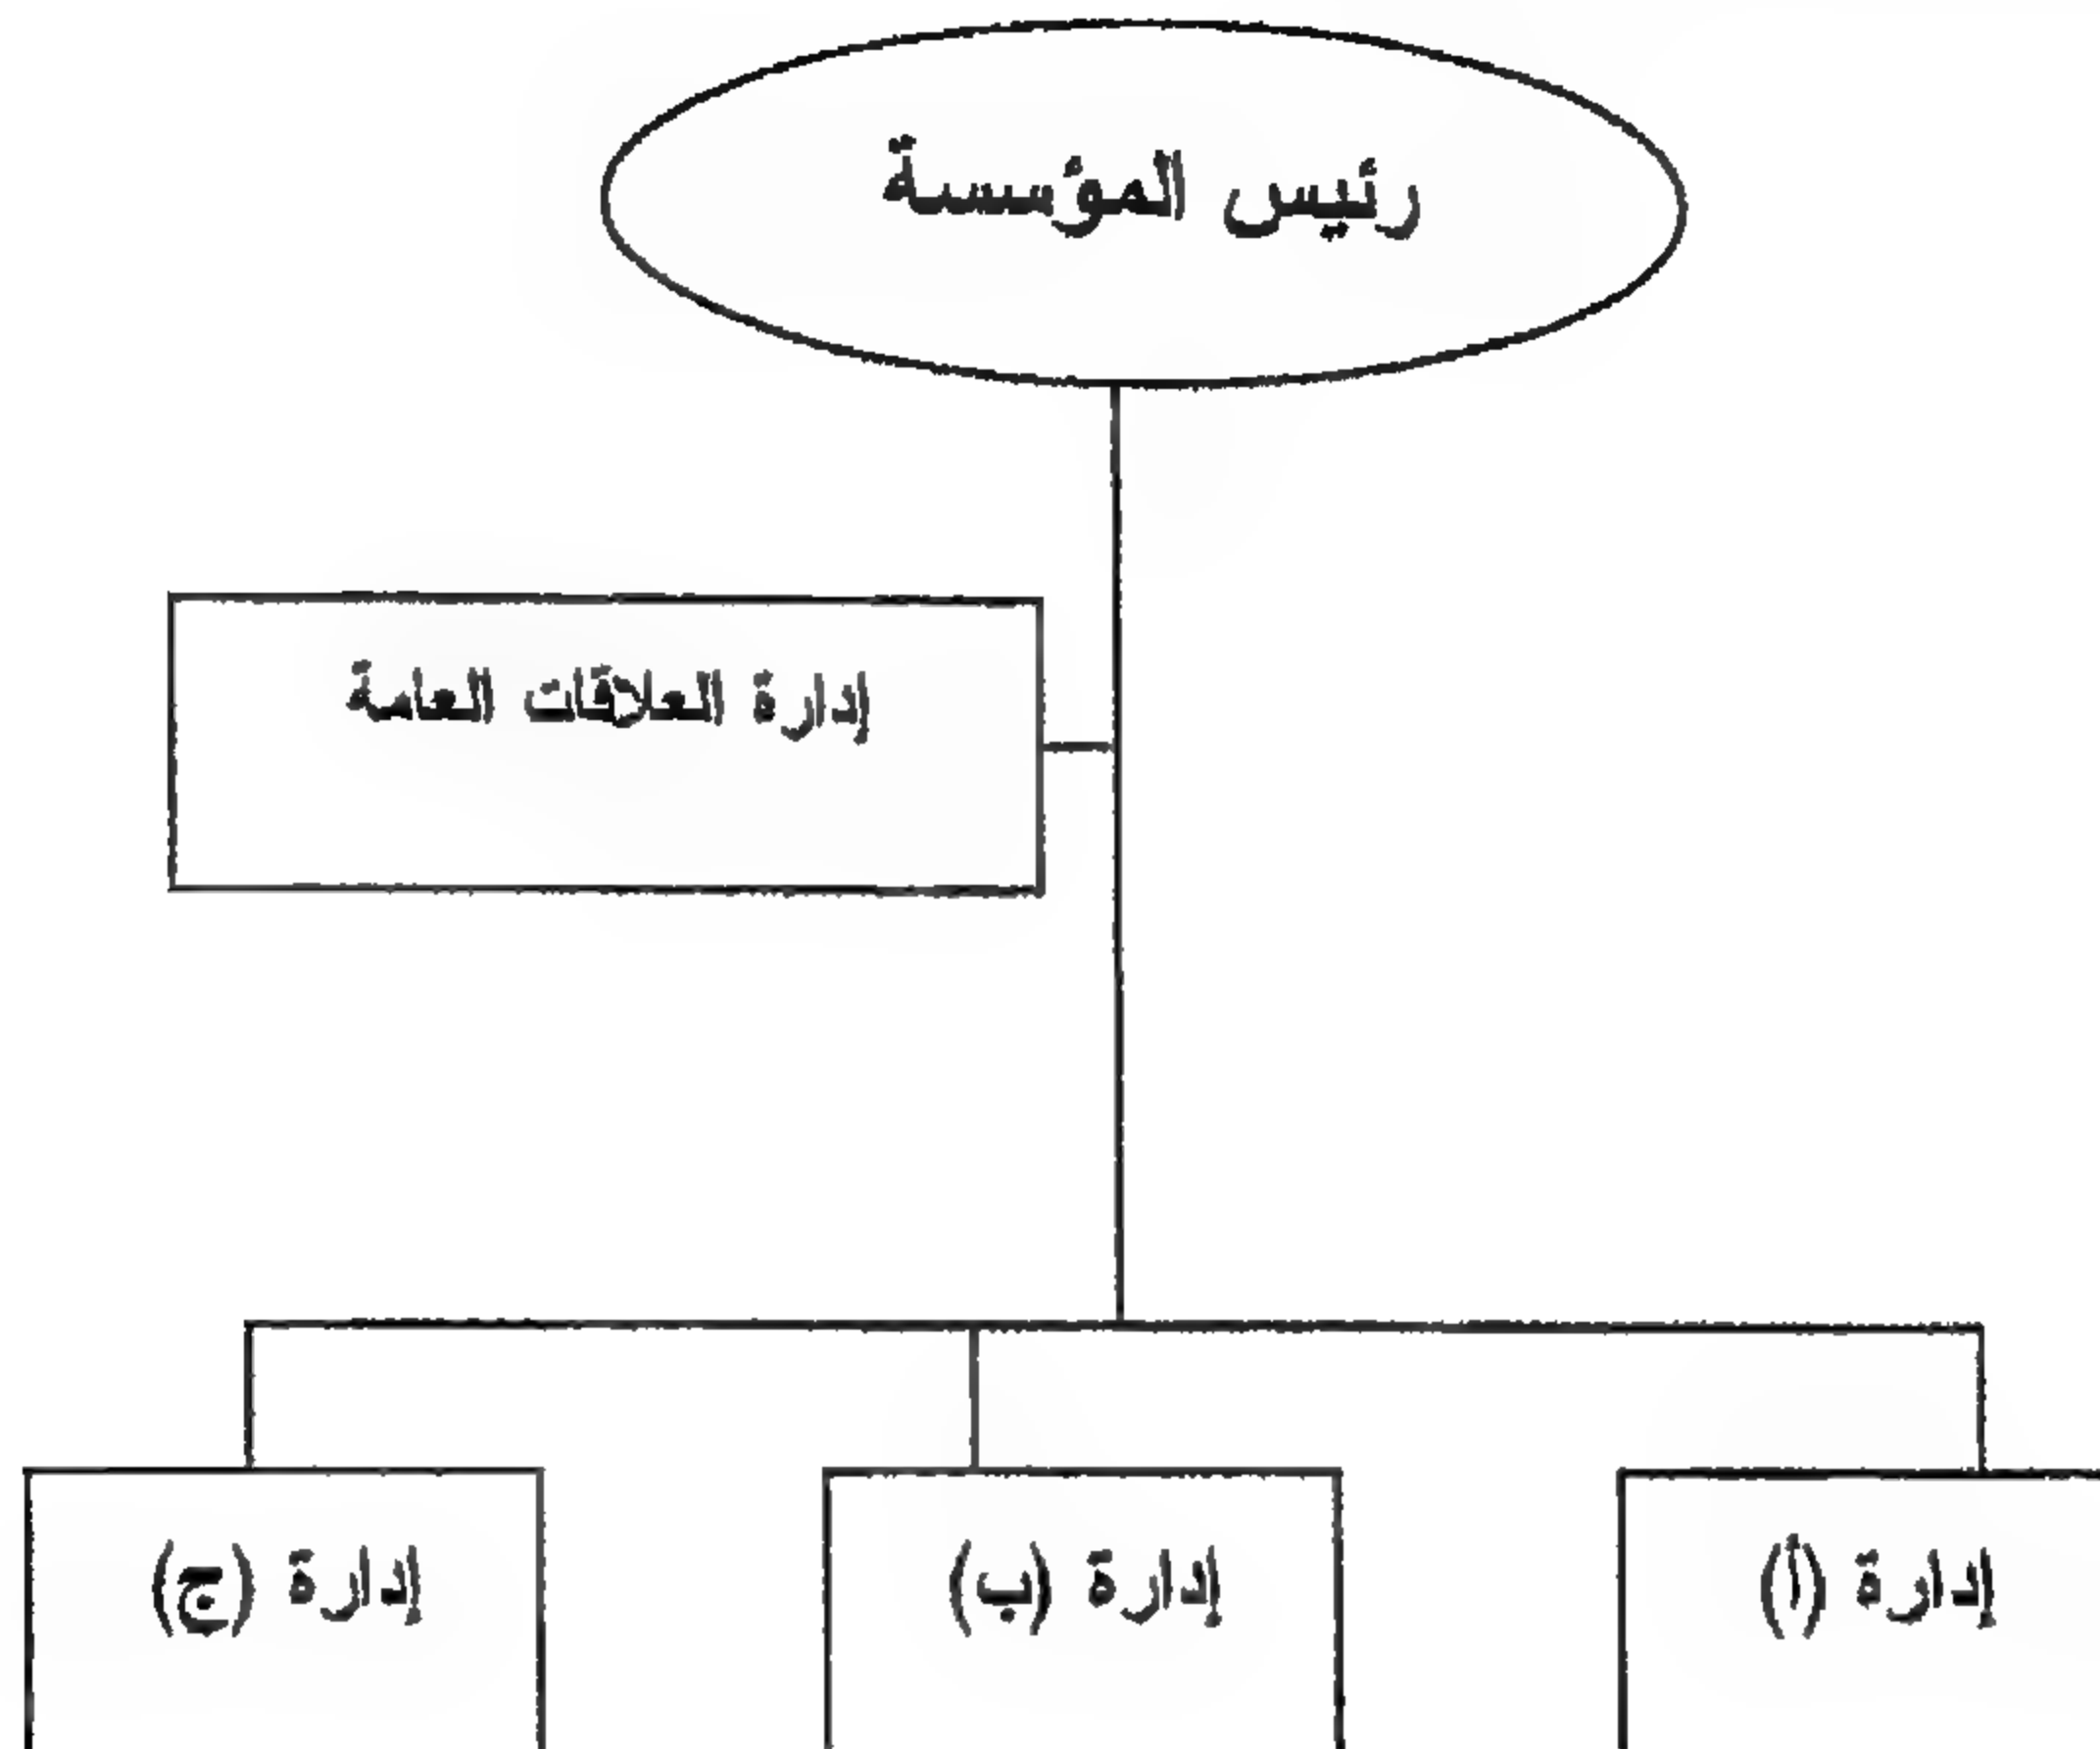 رئيس المؤسسة
إدارة العلاقات العامة
إدارة (أ)
إدارة (ب)
إدارة (ج)